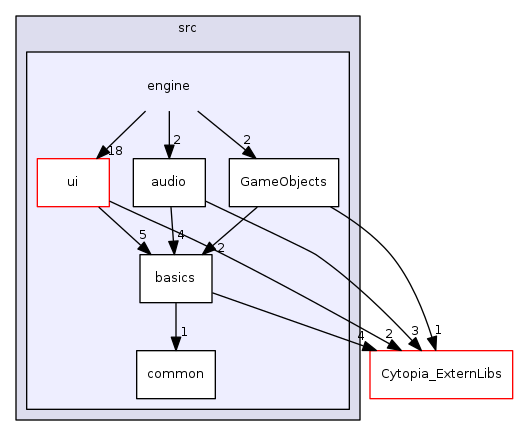 src
engine
18
2
2
ui
audio
GameObjects
5
4
2
basics
1
4
2
3
1
common
Cytopia_ExternLibs